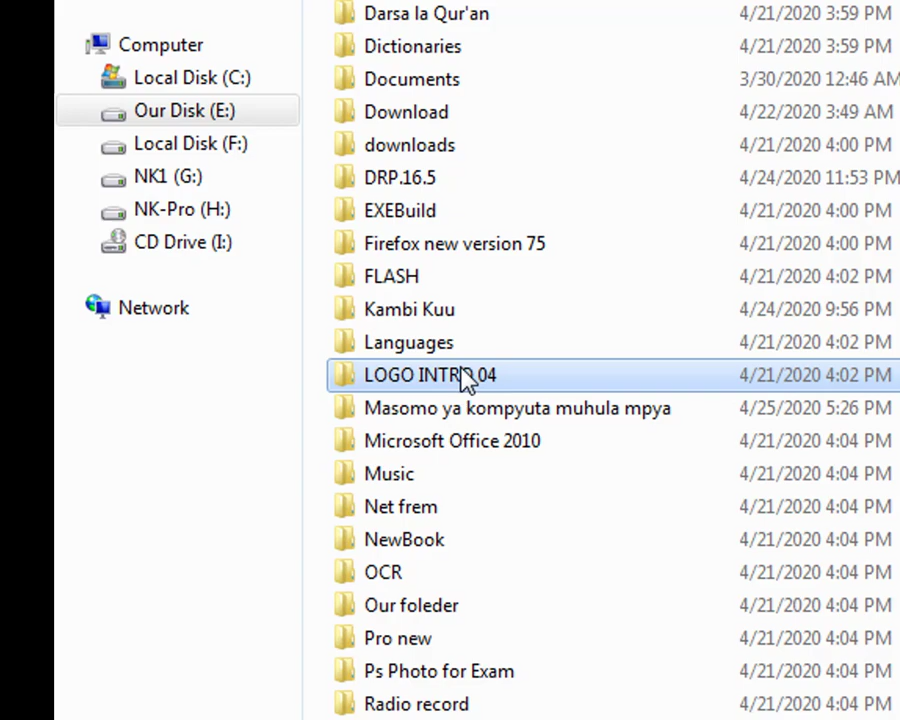 Computer
Local Disk (C:)
Our Disk (E:)
Local Disk (F:)
NK1 (G:)
NK-Pro (H:)
CD Drive (I:)
Network
Darsa la Qur'an 4/21/2020 3:59 PM
Dictionaries 4/21/2020 3:59 PM
Documents 3/30/2020 12:46 AM
Download 4/22/2020 3:49 AM
downloads 4/21/2020 4:00 PM
DRP.16.5 4/24/2020 11:53 PM
EXEBuild 4/21/2020 4:00 PM
Firefox new version 75 4/21/2020 4:00 PM
FLASH 4/21/2020 4:02 PM
Kambi Kuu 4/24/2020 9:56 PM
Languages 4/21/2020 4:02 PM
LOGO INTRO 04 4/21/2020 4:02 PM
Masomo ya kompyuta muhula mpya 4/25/2020 5:26 PM
Microsoft Office 2010 4/21/2020 4:04 PM
Music 4/21/2020 4:04 PM
Net frem 4/21/2020 4:04 PM
NewBook 4/21/2020 4:04 PM
OCR 4/21/2020 4:04 PM
Our foleder 4/21/2020 4:04 PM
Pro new 4/21/2020 4:04 PM
Ps Photo for Exam 4/21/2020 4:04 PM
Radio record 4/21/2020 4:04 PM